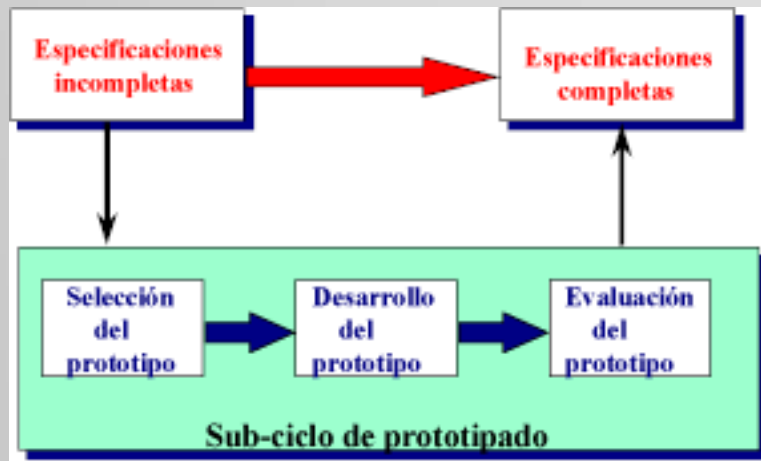 Especificaciones
incompletas
Especificaciones
completas
Selección
del
prototipo
Desarrollo
del
prototipo
Evaluación
del
prototipo
Sub-ciclo de prototipado